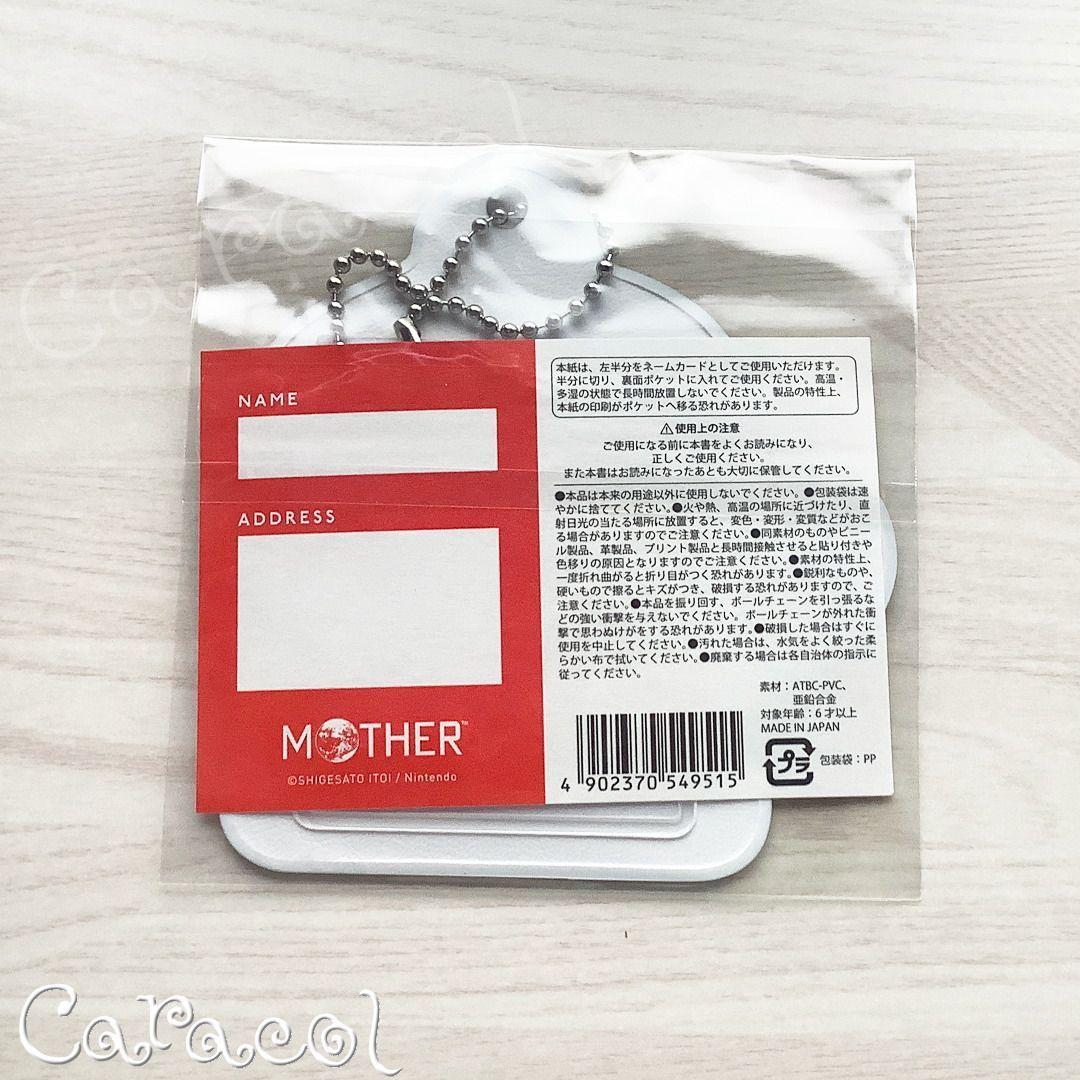 NAME
ADDRESS
MOTHER™
©SHIGESATO ITOI / Nintendo
本紙は、左半分をネームカードとしてご使用いただけます。
半分に切り、裏面ポケットに入れてご使用ください。高温・
多湿の状態で長時間放置しないでください。製品の特性上、
本紙の印刷がポケットへ移る恐れがあります。
⚠使用上の注意
ご使用になる前に本書をよくお読みになり、
正しくご使用ください。
また本書はお読みになったあとも大切に保管してください。
●本品は本来の用途以外に使用しないでください。●包装袋は速
やかに捨ててください。●火や熱、高温の場所に近づけたり、直
射日光の当たる場所に放置すると、変色・変形・変質などがおこ
る場合がありますのでご注意ください。●同素材のものやビニー
ル製品、革製品、プリント製品と長時間接触させると貼り付きや
色移りの原因となりますのでご注意ください。●素材の特性上、
一度折れ曲がると折り目がつく恐れがあります。●鋭利なものや、
硬いもので擦るとキズがつき、破損する恐れがありますので、ご
注意ください。●本品を振り回す、ボールチェーンを引っ張るな
どの強い衝撃を与えないでください。ボールチェーンが外れた衝
撃で思わぬけがをする恐れがあります。●破損した場合はすぐに
使用を中止してください。●汚れた場合は、水気をよく絞った柔
らかい布で拭いてください。●廃棄する場合は各自治体の指示に
従ってください。
素材：ATBC-PVC、
亜鉛合金
対象年齢：6才以上
MADE IN JAPAN
プラ
包装袋：PP
4 902370 549515
Caracol
Caracol